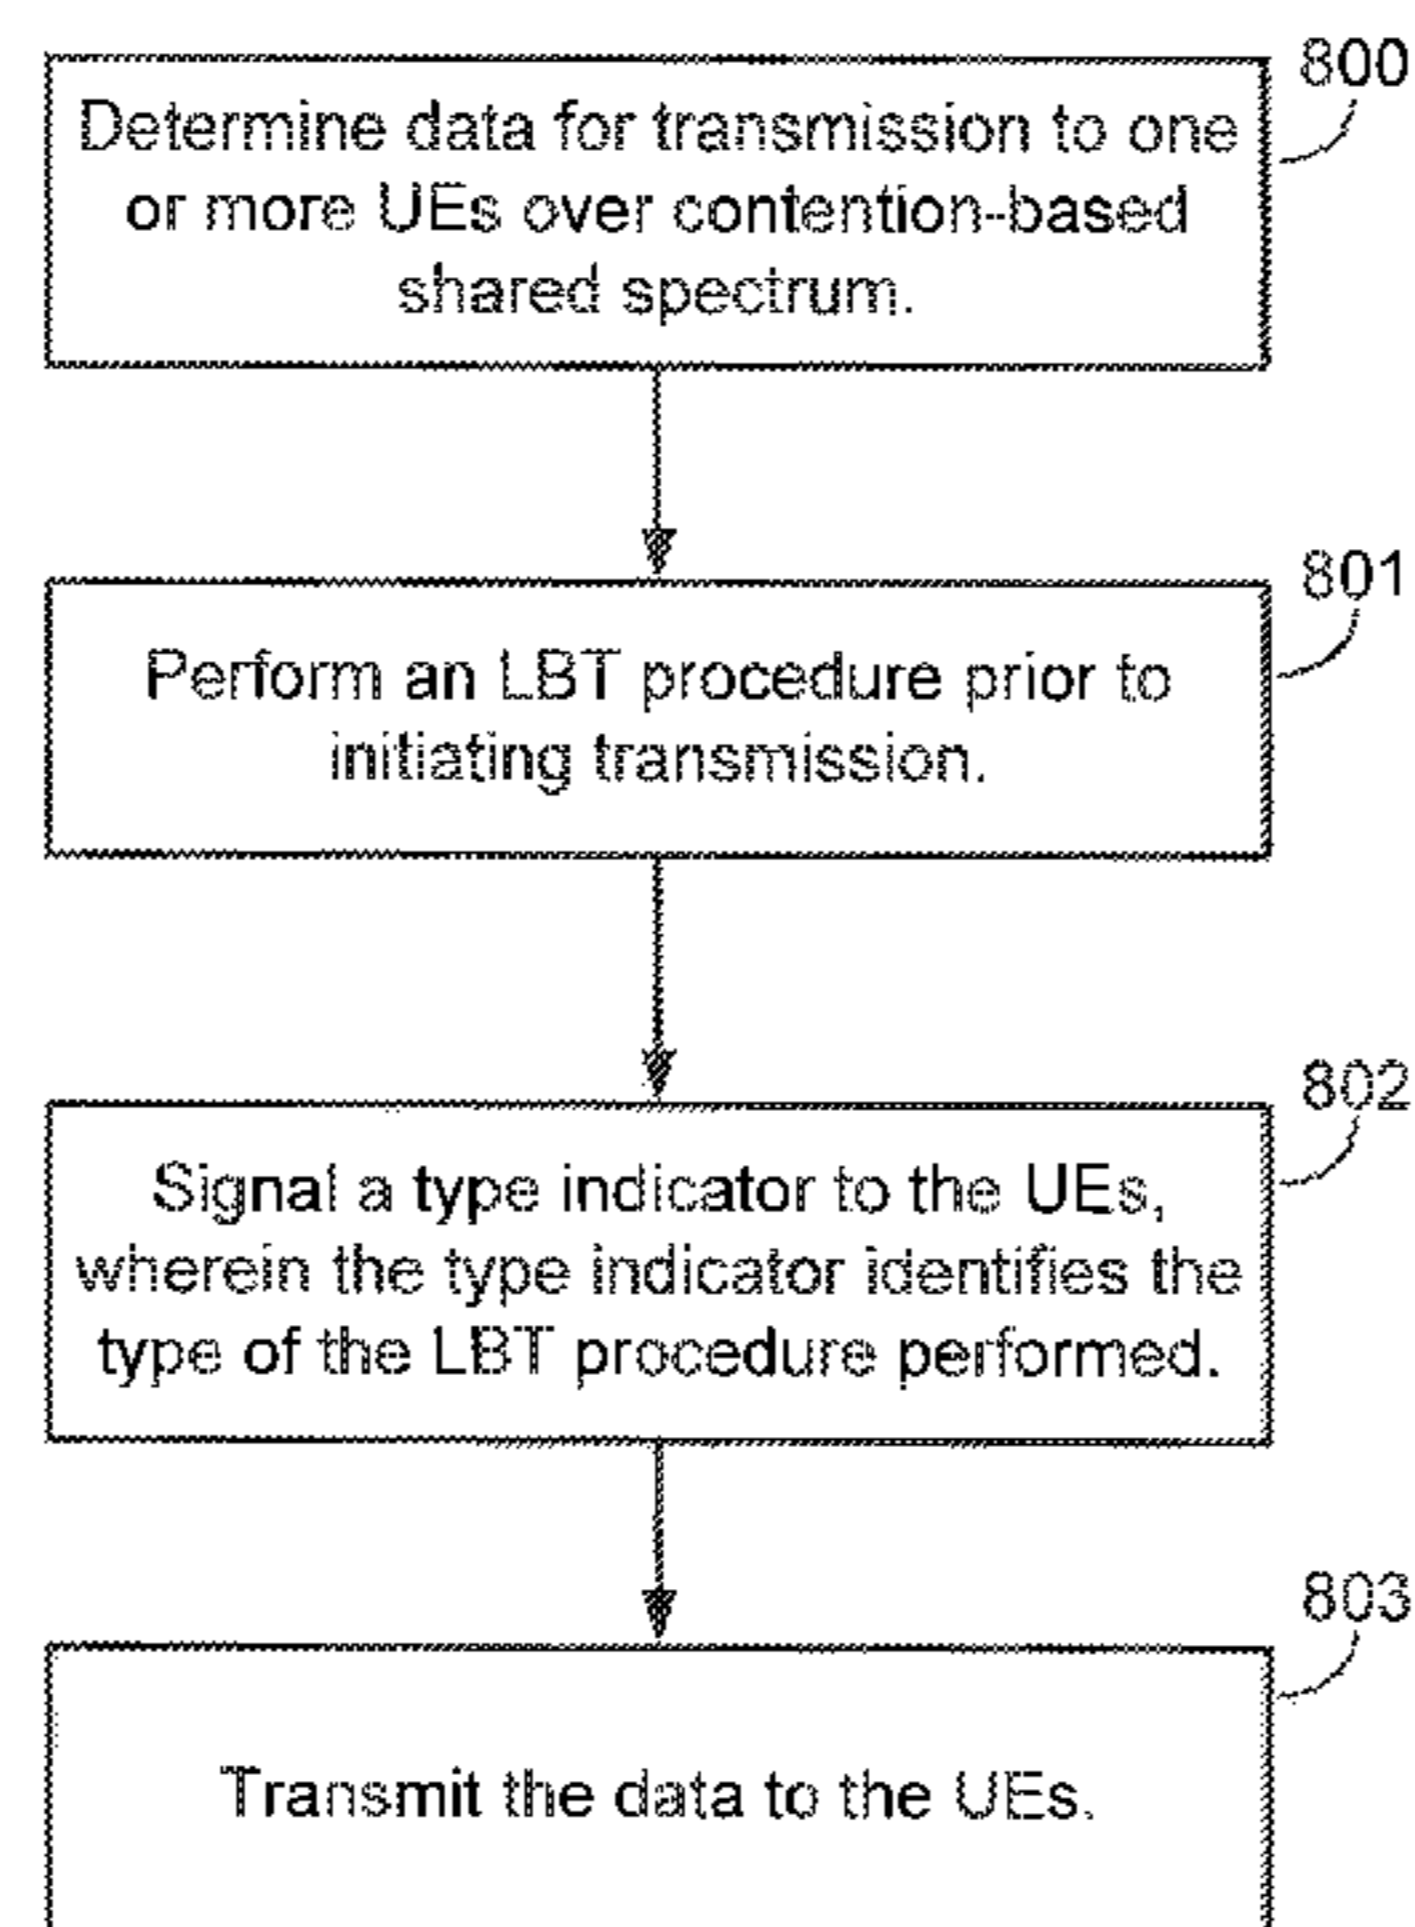 800
Determine data for transmission to one
or more UEs over contention-based
shared spectrum.
801
Perform an LBT procedure prior to
initiating transmission.
802
Signal a type indicator to the UEs,
wherein the type indicator identifies the
type of the LBT procedure performed.
803
Transmit the data to the UEs.